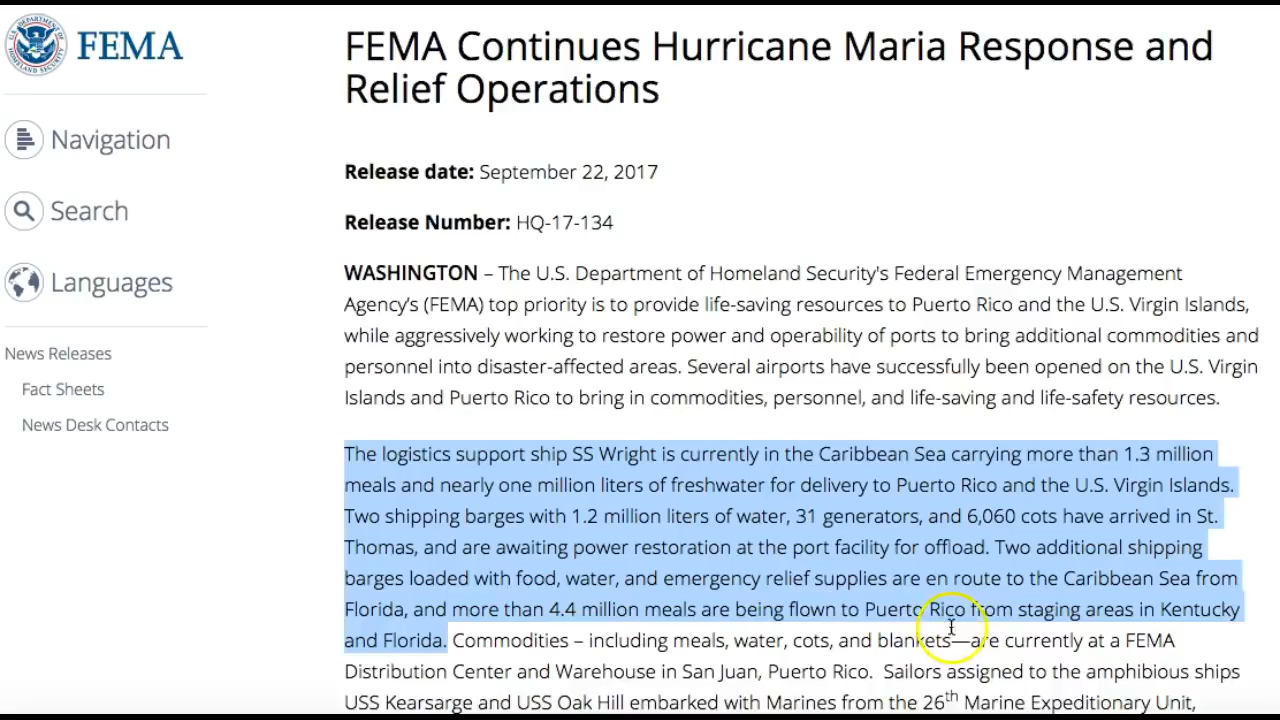 FEMA
Navigation
Search
Languages
News Releases
Fact Sheets
News Desk Contacts
FEMA Continues Hurricane Maria Response and
Relief Operations
Release date: September 22, 2017
Release Number: HQ-17-134
WASHINGTON – The U.S. Department of Homeland Security's Federal Emergency Management
Agency's (FEMA) top priority is to provide life-saving resources to Puerto Rico and the U.S. Virgin Islands,
while aggressively working to restore power and operability of ports to bring additional commodities and
personnel into disaster-affected areas. Several airports have successfully been opened on the U.S. Virgin
Islands and Puerto Rico to bring in commodities, personnel, and life-saving and life-safety resources.
The logistics support ship SS Wright is currently in the Caribbean Sea carrying more than 1.3 million
meals and nearly one million liters of freshwater for delivery to Puerto Rico and the U.S. Virgin Islands.
Two shipping barges with 1.2 million liters of water, 31 generators, and 6,060 cots have arrived in St.
Thomas, and are awaiting power restoration at the port facility for offload. Two additional shipping
barges loaded with food, water, and emergency relief supplies are en route to the Caribbean Sea from
Florida, and more than 4.4 million meals are being flown to Puerto Rico from staging areas in Kentucky
and Florida. Commodities – including meals, water, cots, and blankets—are currently at a FEMA
Distribution Center and Warehouse in San Juan, Puerto Rico.  Sailors assigned to the amphibious ships
USS Kearsarge and USS Oak Hill embarked with Marines from the 26th Marine Expeditionary Unit,